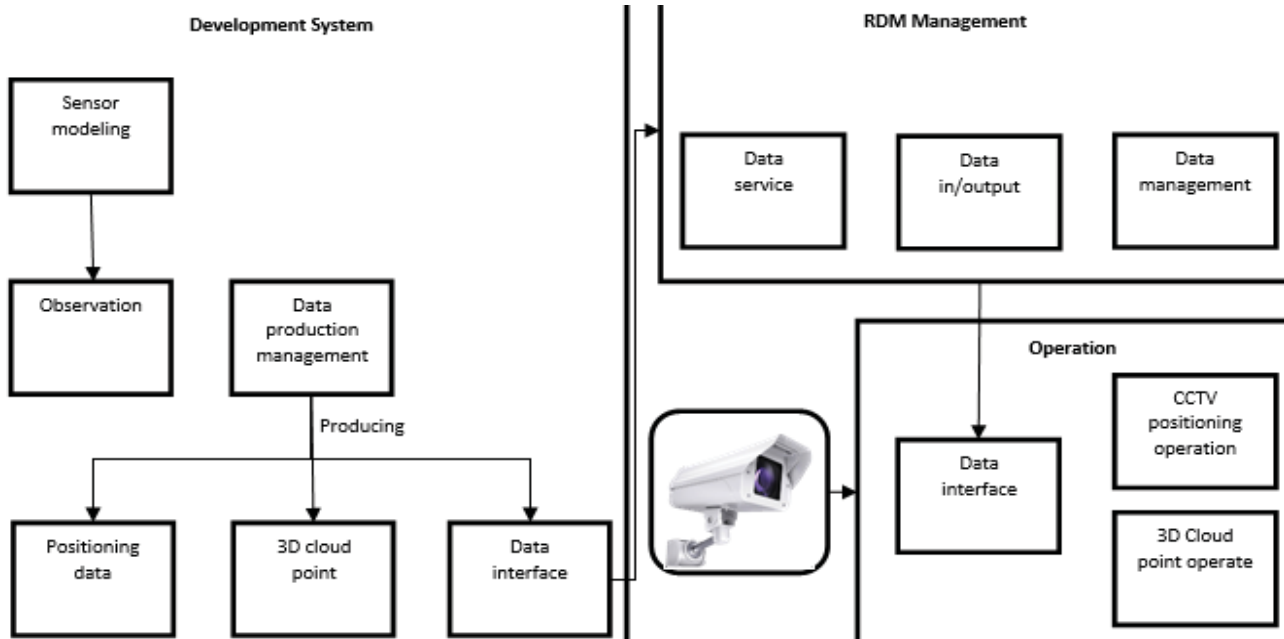 Development System
Sensor
modeling
Observation
Data
production
management
Producing
Positioning
data
3D cloud
point
Data
interface
RDM Management
Data
service
Data
in/output
Data
management
Operation
Data
interface
CCTV
positioning
operation
3D Cloud
point operate